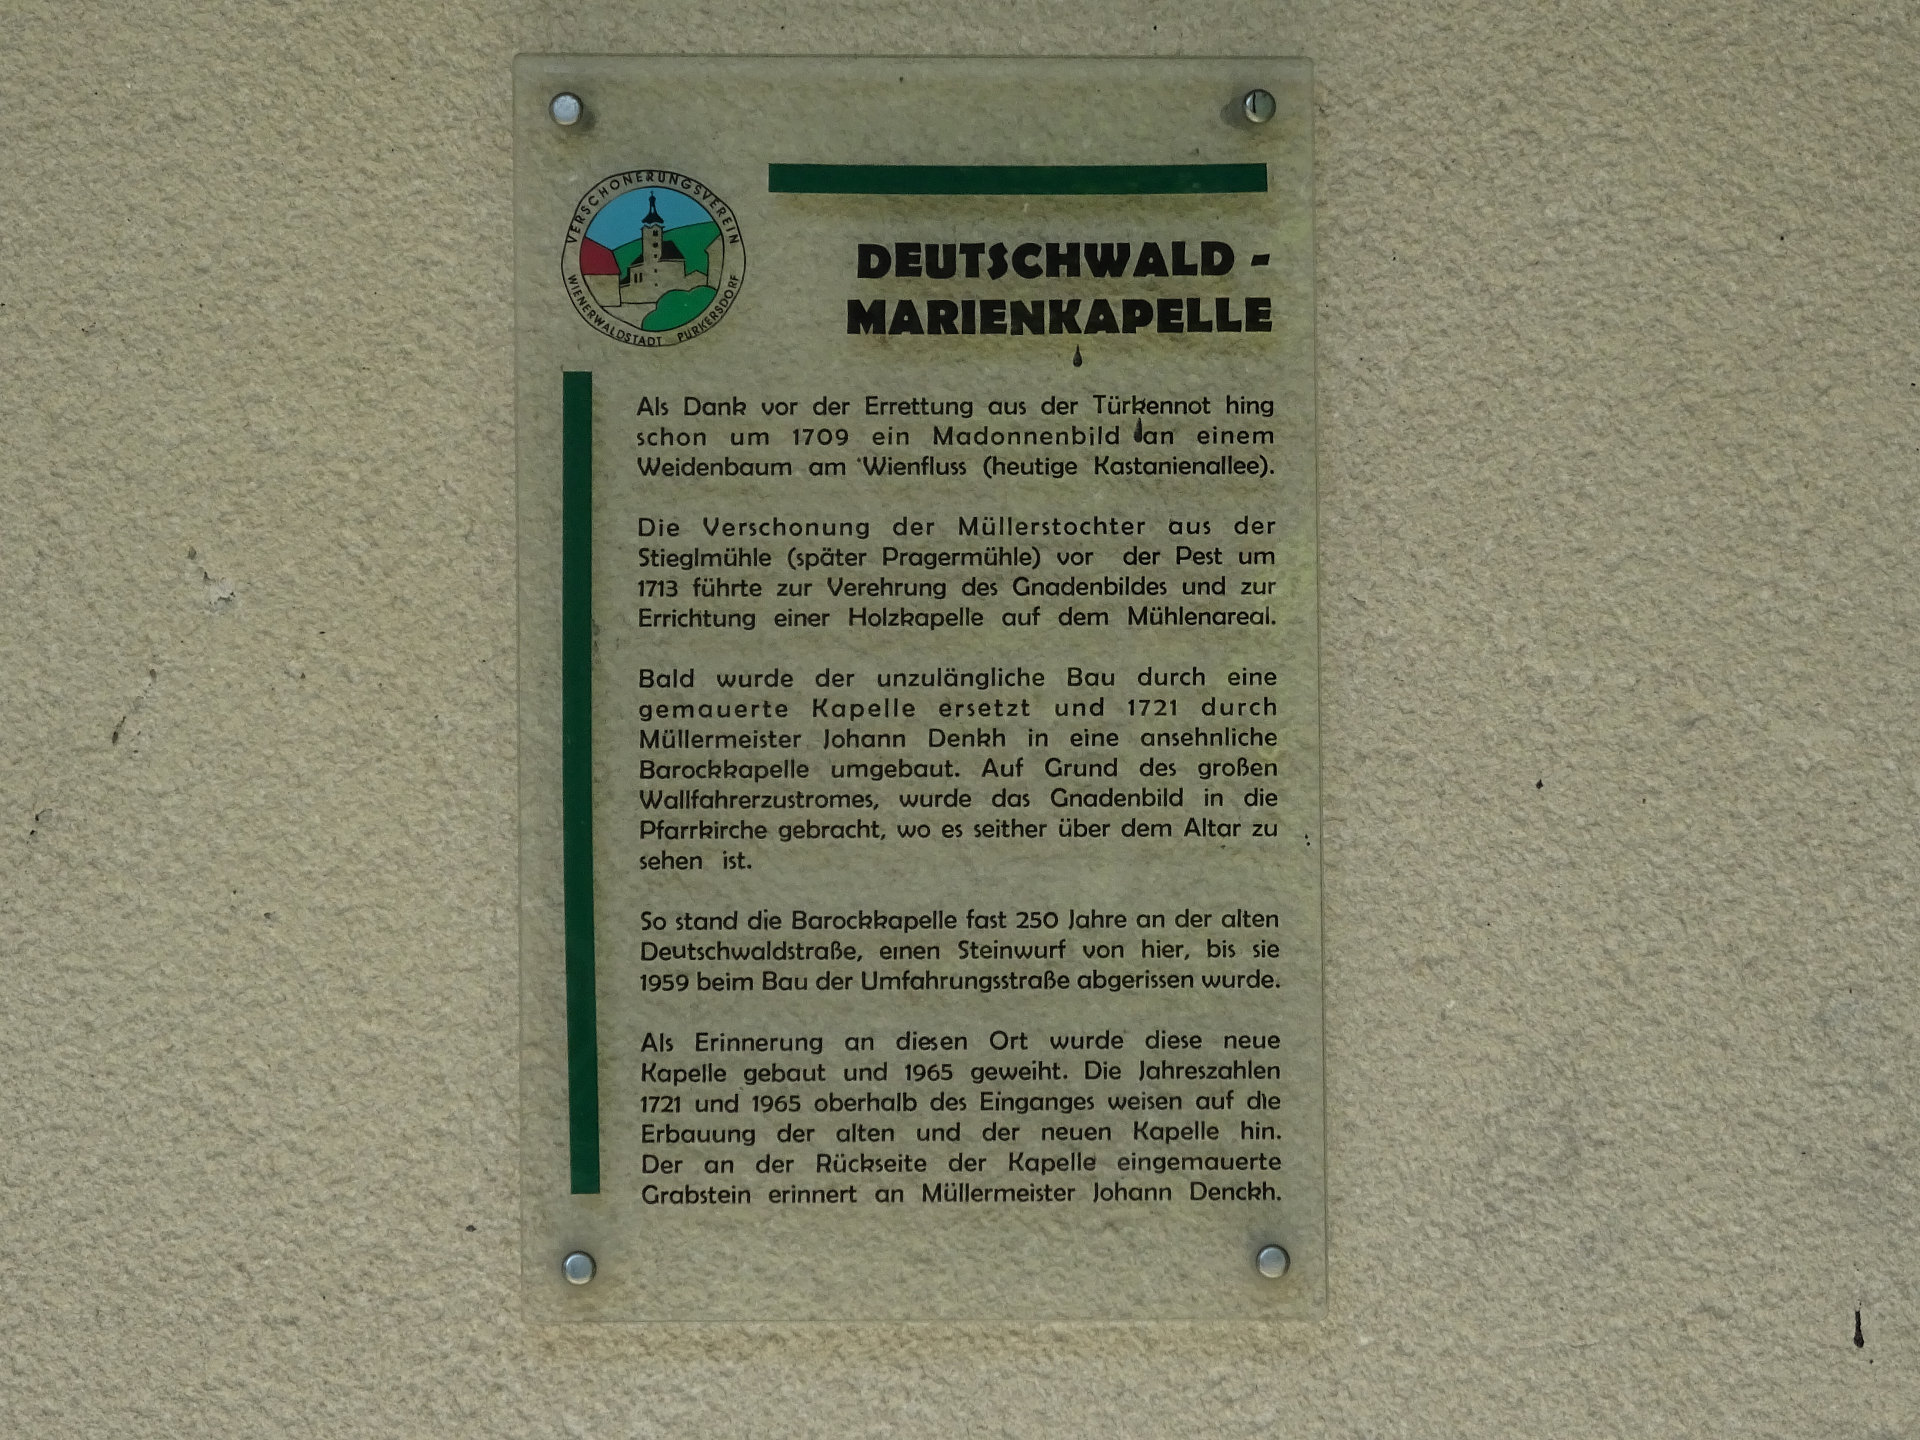 VERSCHÖNERUNGSVEREIN
WIENERWALDSTADT PURKERSDORF
DEUTSCHWALD -
MARIENKAPELLE
Als Dank vor der Errettung aus der Türkennot hing
schon um 1709 ein Madonnenbild an einem
Weidenbaum am Wienfluss (heutige Kastanienallee).
Die Verschonung der Müllerstochter aus der
Stieglmühle (später Pragermühle) vor der Pest um
1713 führte zur Verehrung des Gnadenbildes und zur
Errichtung einer Holzkapelle auf dem Mühlenareal.
Bald wurde der unzulängliche Bau durch eine
gemauerte Kapelle ersetzt und 1721 durch
Müllermeister Johann Denkh in eine ansehnliche
Barockkapelle umgebaut. Auf Grund des großen
Wallfahrerzustromes, wurde das Gnadenbild in die
Pfarrkirche gebracht, wo es seither über dem Altar zu
sehen ist.
So stand die Barockkapelle fast 250 Jahre an der alten
Deutschwaldstraße, einen Steinwurf von hier, bis sie
1959 beim Bau der Umfahrungsstraße abgerissen wurde.
Als Erinnerung an diesen Ort wurde diese neue
Kapelle gebaut und 1965 geweiht. Die Jahreszahlen
1721 und 1965 oberhalb des Einganges weisen auf die
Erbauung der alten und der neuen Kapelle hin.
Der an der Rückseite der Kapelle eingemauerte
Grabstein erinnert an Müllermeister Johann Denckh.